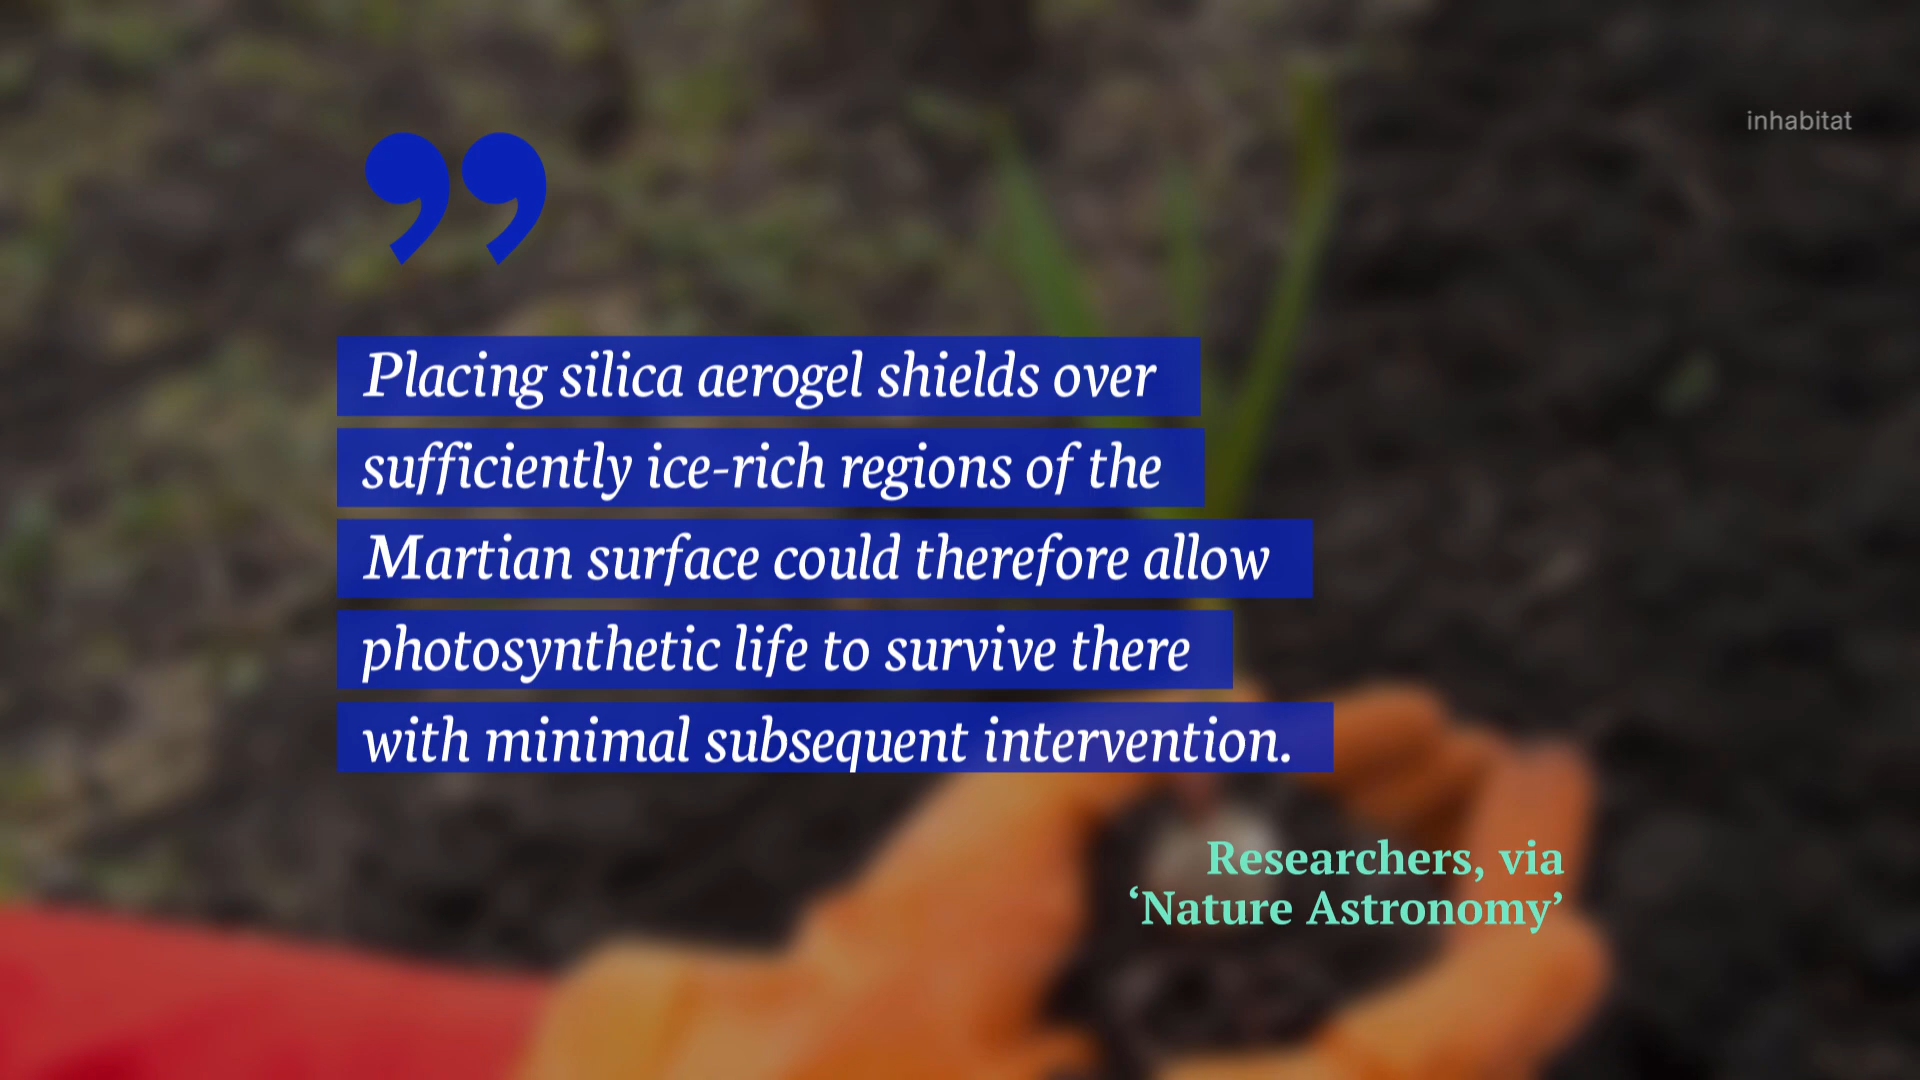 inhabitat
”
Placing silica aerogel shields over
sufficiently ice-rich regions of the
Martian surface could therefore allow
photosynthetic life to survive there
with minimal subsequent intervention.
Researchers, via
‘Nature Astronomy’